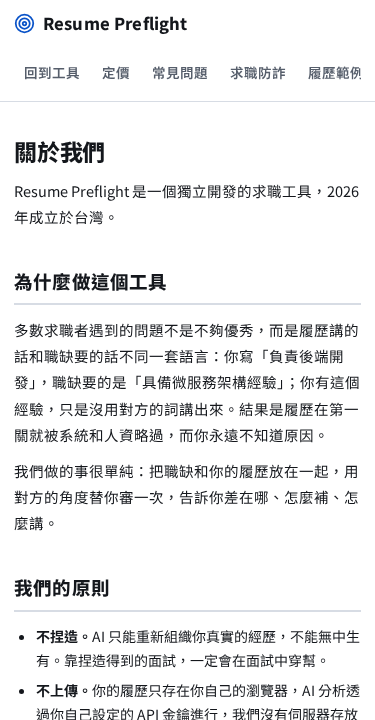 Resume Preflight
回到工具 定價 常見問題 求職防詐 履歷範例
關於我們
Resume Preflight 是一個獨立開發的求職工具，2026
年成立於台灣。
為什麼做這個工具
多數求職者遇到的問題不是不夠優秀，而是履歷講的
話和職缺要的話不同一套語言：你寫「負責後端開
發」，職缺要的是「具備微服務架構經驗」；你有這個
經驗，只是沒用對方的詞講出來。結果是履歷在第一
關就被系統和人資略過，而你永遠不知道原因。
我們做的事很單純：把職缺和你的履歷放在一起，用
對方的角度替你審一次，告訴你差在哪、怎麼補、怎
麼講。
我們的原則
不捏造。AI 只能重新組織你真實的經歷，不能無中生
有。靠捏造得到的面試，一定會在面試中穿幫。
不上傳。你的履歷只存在你自己的瀏覽器，AI 分析透
過你自己設定的 API 金鑰進行，我們沒有伺服器存放